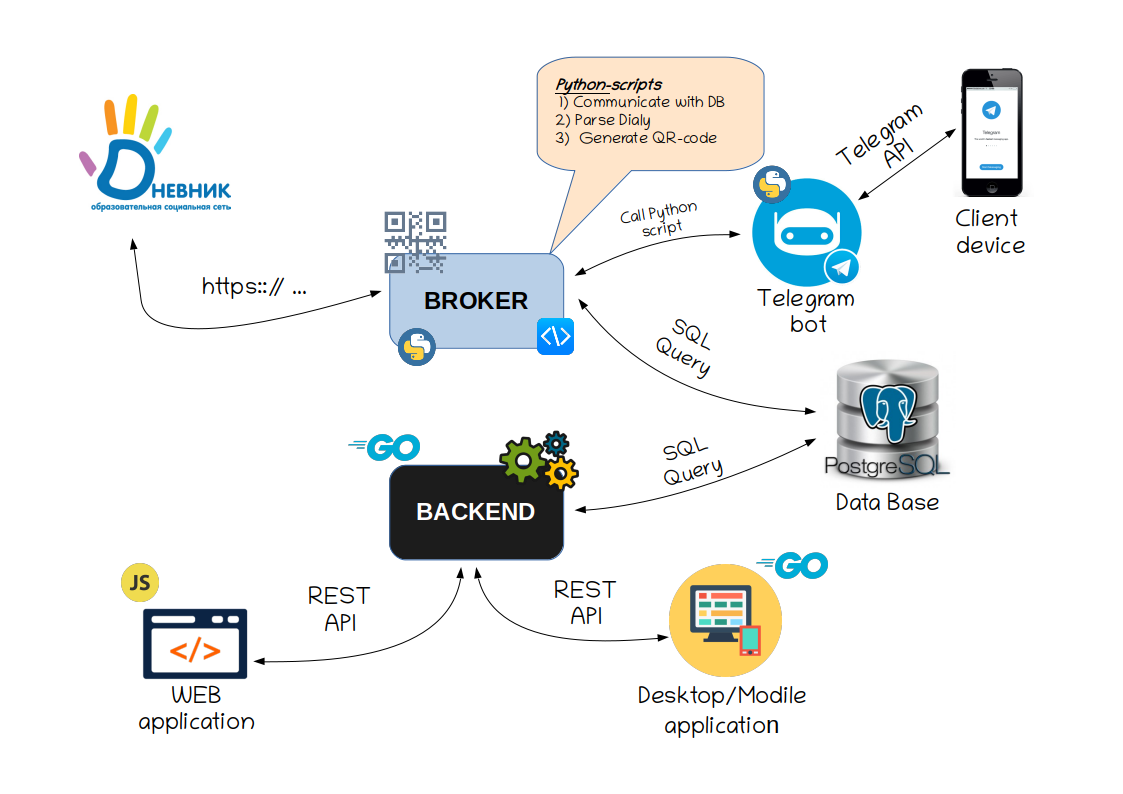 Python-scripts
1) Communicate with DB
2) Parse Dialy
3) Generate QR-code
Telegram
API
Telegram
Client
device
DНЕВНИК
образовательная социальная сеть
Call Python
script
https:// ...
BROKER
</>
Telegram
bot
SQL
Query
GO
BACKEND
SQL
Query
PostgreSQL
Data Base
JS
REST
API
REST
API
GO
</>
WEB
application
Desktop/Modile
application